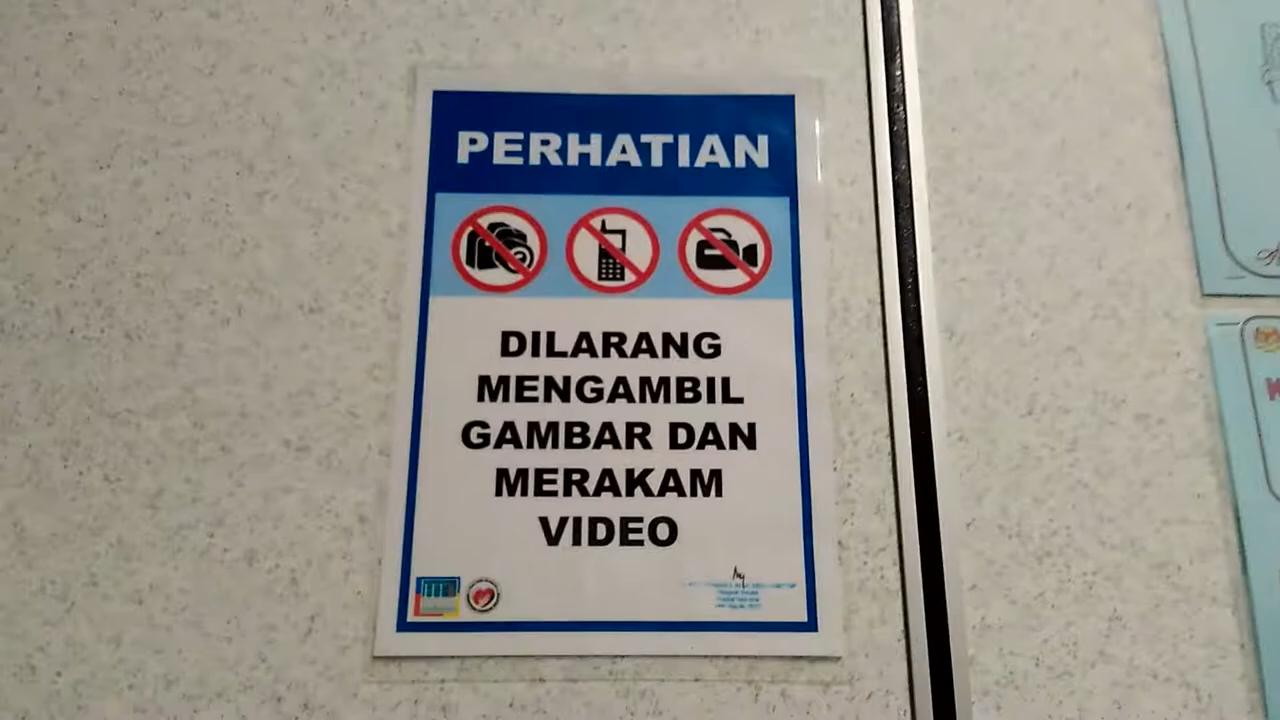 PERHATIAN
DILARANG
MENGAMBIL
GAMBAR DAN
MERAKAM
VIDEO